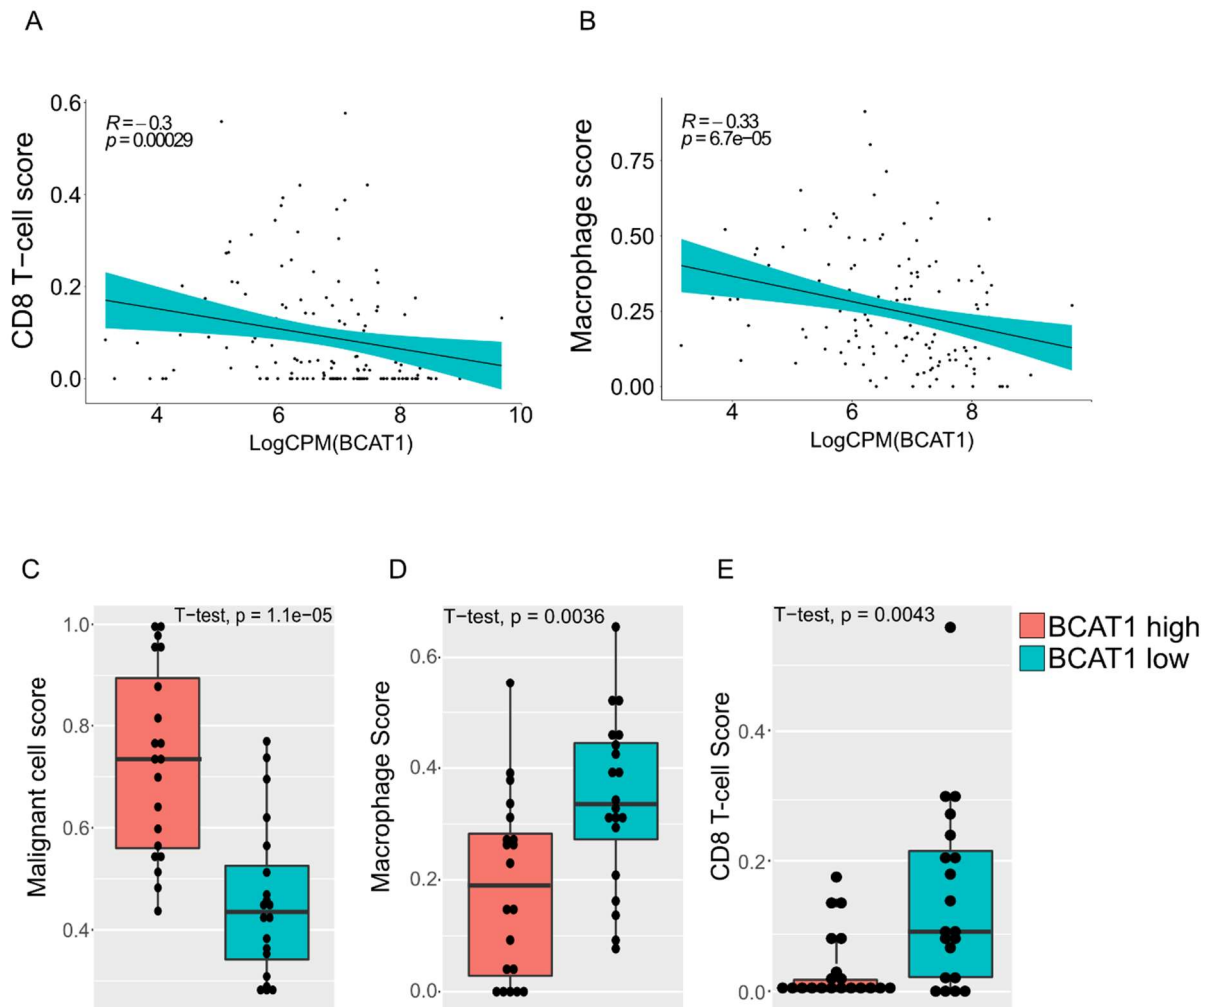 A
B
R = − 0.3
p = 0.00029
CD8 T-cell score
0.6
0.4
0.2
0.0
4 6 8 10
LogCPM(BCAT1)
R = − 0.33
p = 6.7e−05
Macrophage score
0.75
0.50
0.25
0.00
4 6 8
LogCPM(BCAT1)
C
D
E
T−test, p = 1.1e−05
Malignant cell score
1.0
0.8
0.6
0.4
T−test, p = 0.0036
Macrophage Score
0.6
0.4
0.2
0.0
T−test, p = 0.0043
CD8 T-cell Score
0.4
0.2
0.0
BCAT1 high
BCAT1 low